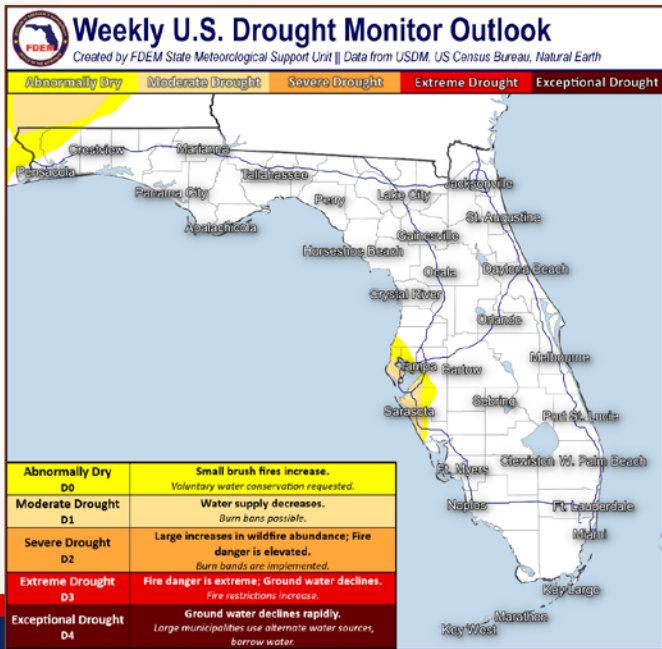 Weekly U.S. Drought Monitor Outlook
FDEM
Created by FDEM State Meteorological Support Unit || Data from USDM, US Census Bureau, Natural Earth
Abnormally Dry Moderate Drought Severe Drought Extreme Drought Exceptional Drought
Crestview Marianna
Pensacola Tallahassee Jacksonville
Panama City Perry Lake City
Apalachicola St. Augustine
Gainesville
Horseshoe Beach
Ocala Daytona Beach
Crystal River
Orlando
Tampa Bartow Melbourne
Sarasota Sebring Port St. Lucie
Ft. Myers Clewiston W. Palm Beach
Naples Ft. Lauderdale
Miami
Key Largo
Marathon
Key West
Abnormally Dry
D0
Small brush fires increase.
Voluntary water conservation requested.
Moderate Drought
D1
Water supply decreases.
Burn bans possible.
Severe Drought
D2
Large increases in wildfire abundance; Fire
danger is elevated.
Burn bands are implemented.
Extreme Drought
D3
Fire danger is extreme; Ground water declines.
Fire restrictions increase.
Exceptional Drought
D4
Ground water declines rapidly.
Large municipalities use alternate water sources,
borrow water.